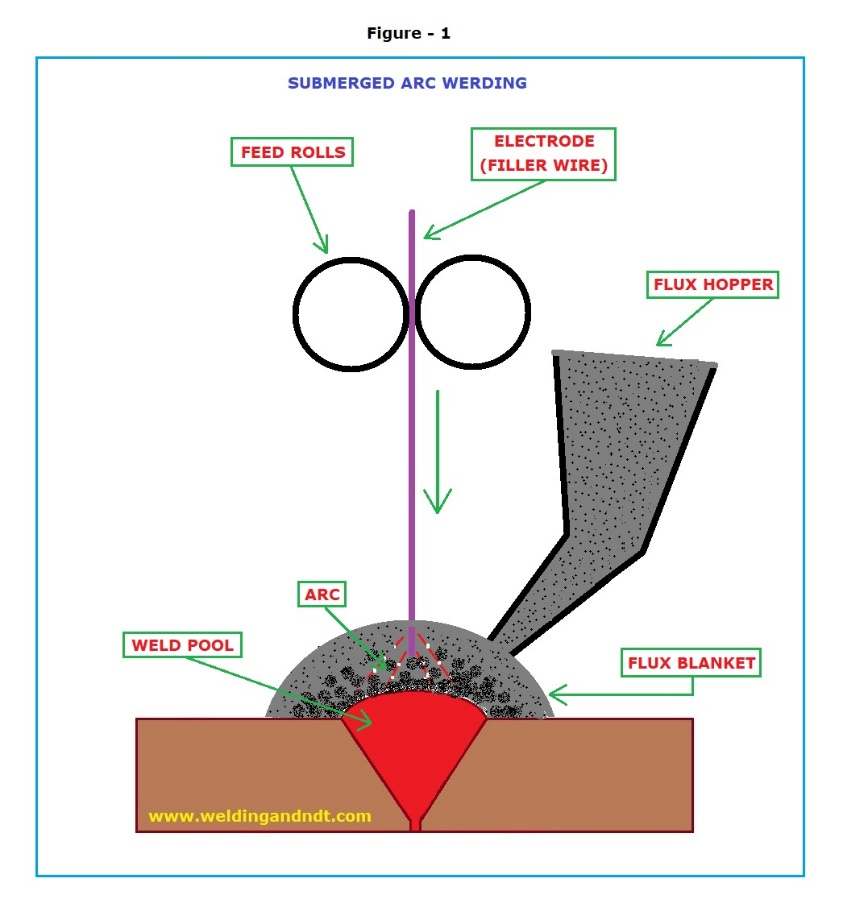 Figure - 1
SUBMERGED ARC WERDING
FEED ROLLS
ELECTRODE
(FILLER WIRE)
FLUX HOPPER
ARC
WELD POOL
FLUX BLANKET
www.weldingandndt.com